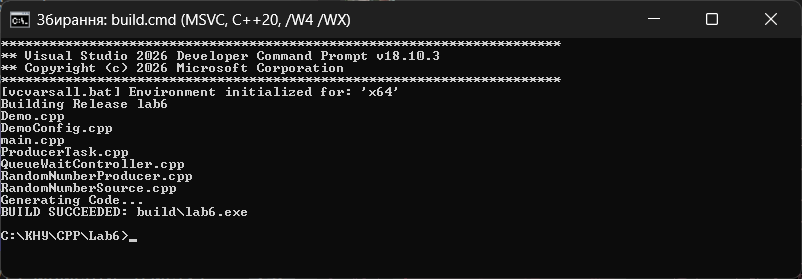 Збирання: build.cmd (MSVC, C++20, /W4 /WX)
**********************************************************************
** Visual Studio 2026 Developer Command Prompt v18.10.3
** Copyright (c) 2026 Microsoft Corporation
**********************************************************************
[vcvarsall.bat] Environment initialized for: 'x64'
Building Release lab6
Demo.cpp
DemoConfig.cpp
main.cpp
ProducerTask.cpp
QueueWaitController.cpp
RandomNumberProducer.cpp
RandomNumberSource.cpp
Generating Code...
BUILD SUCCEEDED: build\lab6.exe
C:\КНУ\CPP\Lab6>_